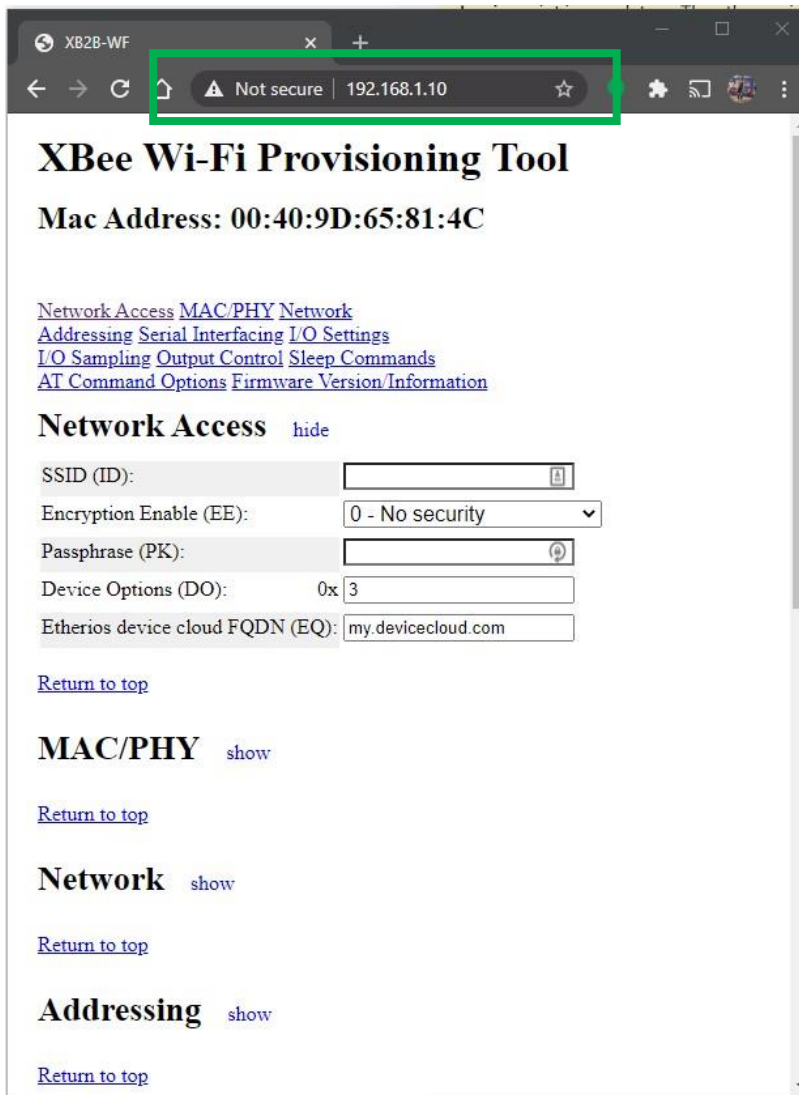 XB2B-WF
Not secure 192.168.1.10
XBee Wi-Fi Provisioning Tool
Mac Address: 00:40:9D:65:81:4C
Network Access MAC/PHY Network
Addressing Serial Interfacing I/O Settings
I/O Sampling Output Control Sleep Commands
AT Command Options Firmware Version/Information
Network Access hide
SSID (ID):
Encryption Enable (EE): 0 - No security
Passphrase (PK):
Device Options (DO): 0x 3
Etherios device cloud FQDN (EQ): my.devicecloud.com
Return to top
MAC/PHY show
Return to top
Network show
Return to top
Addressing show
Return to top